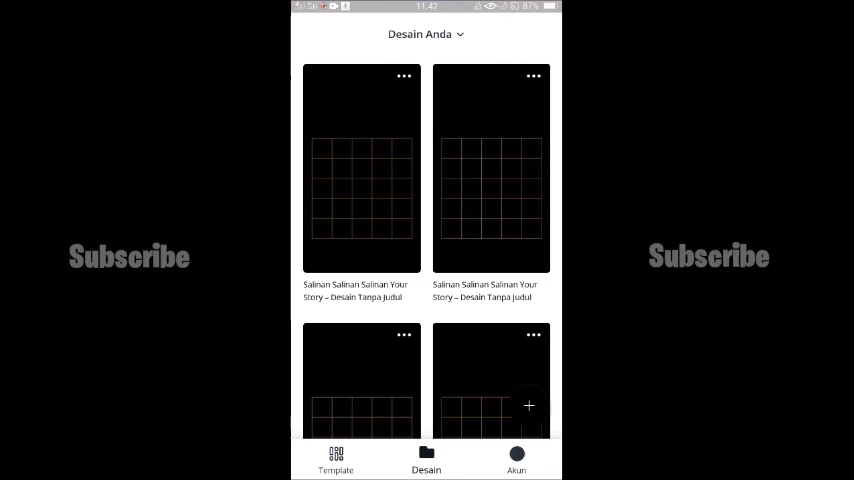 11.42
87%
Desain Anda
Salinan Salinan Salinan Your
Story – Desain Tanpa Judul
Salinan Salinan Salinan Your
Story – Desain Tanpa Judul
Subscribe
Subscribe
Template
Desain
Akun